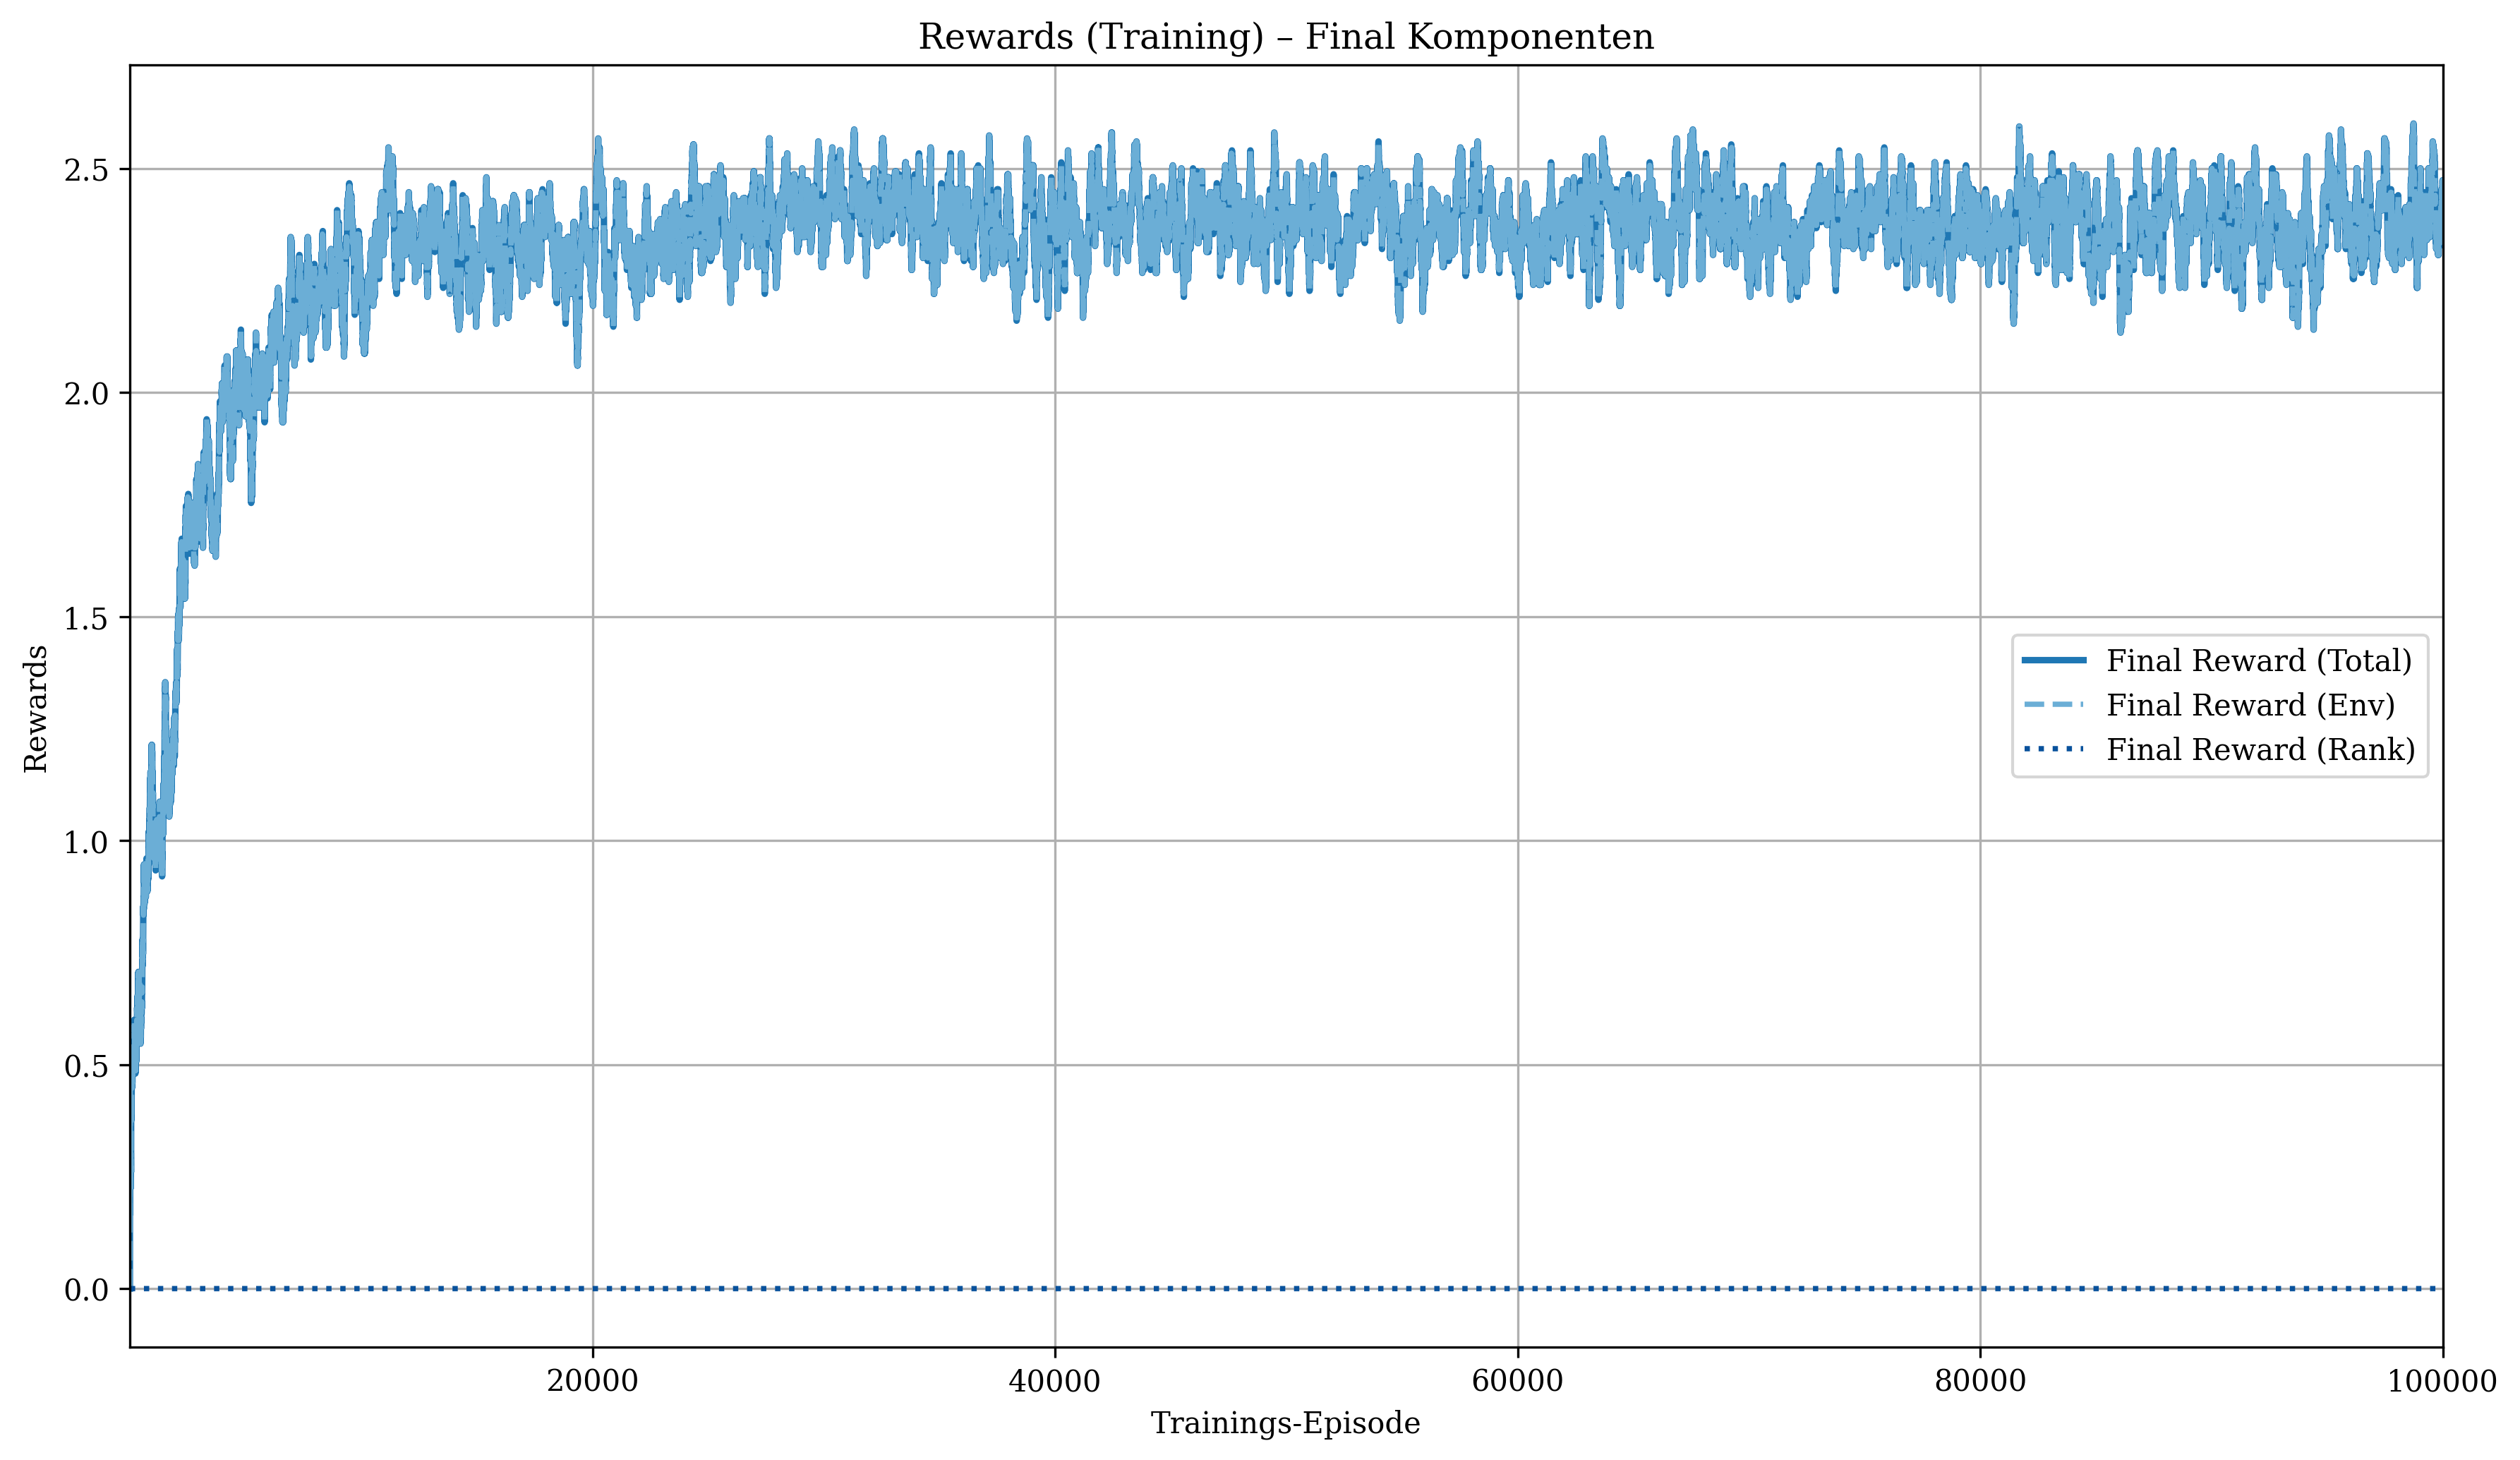 Rewards (Training) – Final Komponenten
Rewards
2.5
2.0
1.5
1.0
0.5
0.0
Final Reward (Total)
Final Reward (Env)
Final Reward (Rank)
20000 40000 60000 80000 100000
Trainings-Episode